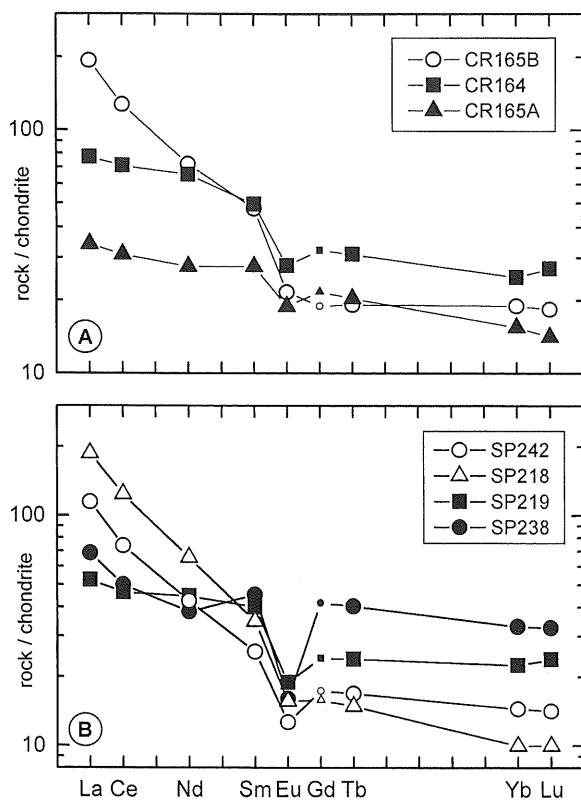 100
10
rock / chondrite
A
CR165B
CR164
CR165A
100
10
rock / chondrite
B
SP242
SP218
SP219
SP238
La Ce Nd Sm Eu Gd Tb Yb Lu